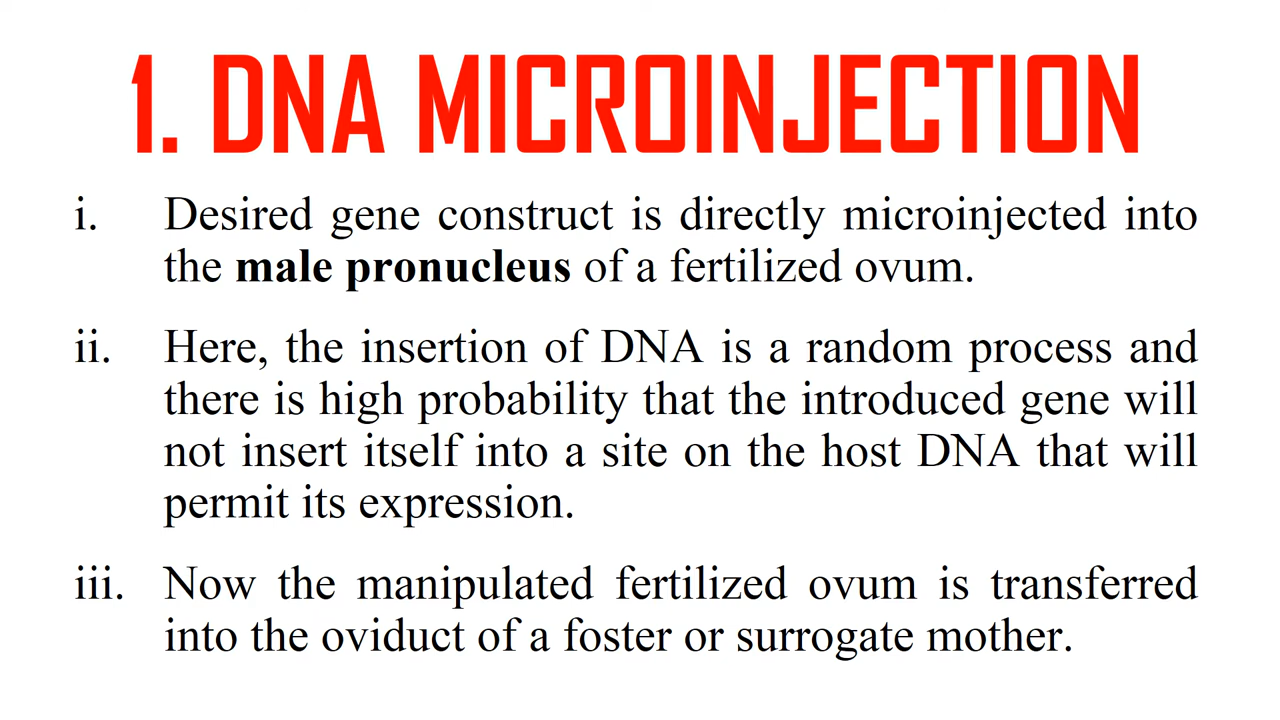 1. DNA MICROINJECTION
i. Desired gene construct is directly microinjected into
the male pronucleus of a fertilized ovum.
ii. Here, the insertion of DNA is a random process and
there is high probability that the introduced gene will
not insert itself into a site on the host DNA that will
permit its expression.
iii. Now the manipulated fertilized ovum is transferred
into the oviduct of a foster or surrogate mother.